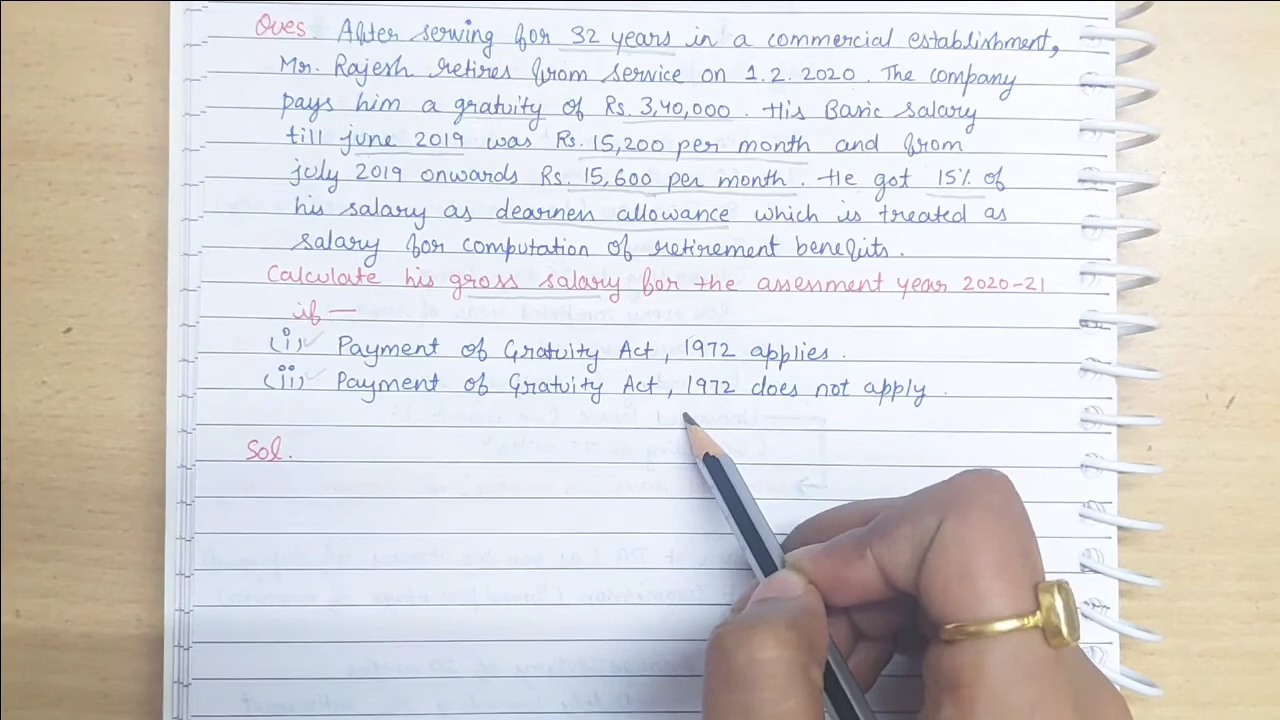 Ques. After serving for 32 years in a commercial establishment,
Mr. Rajesh retires from service on 1.2.2020. The company
pays him a gratuity of Rs. 3,40,000. His Basic salary
till june 2019 was Rs. 15,200 per month and from
july 2019 onwards Rs. 15,600 per month. He got 15% of
his salary as dearness allowance which is treated as
salary for computation of retirement benefits.
Calculate his gross salary for the assessment year 2020-21
if —
(i) Payment of Gratuity Act, 1972 applies.
(ii) Payment of Gratuity Act, 1972 does not apply.
Sol.